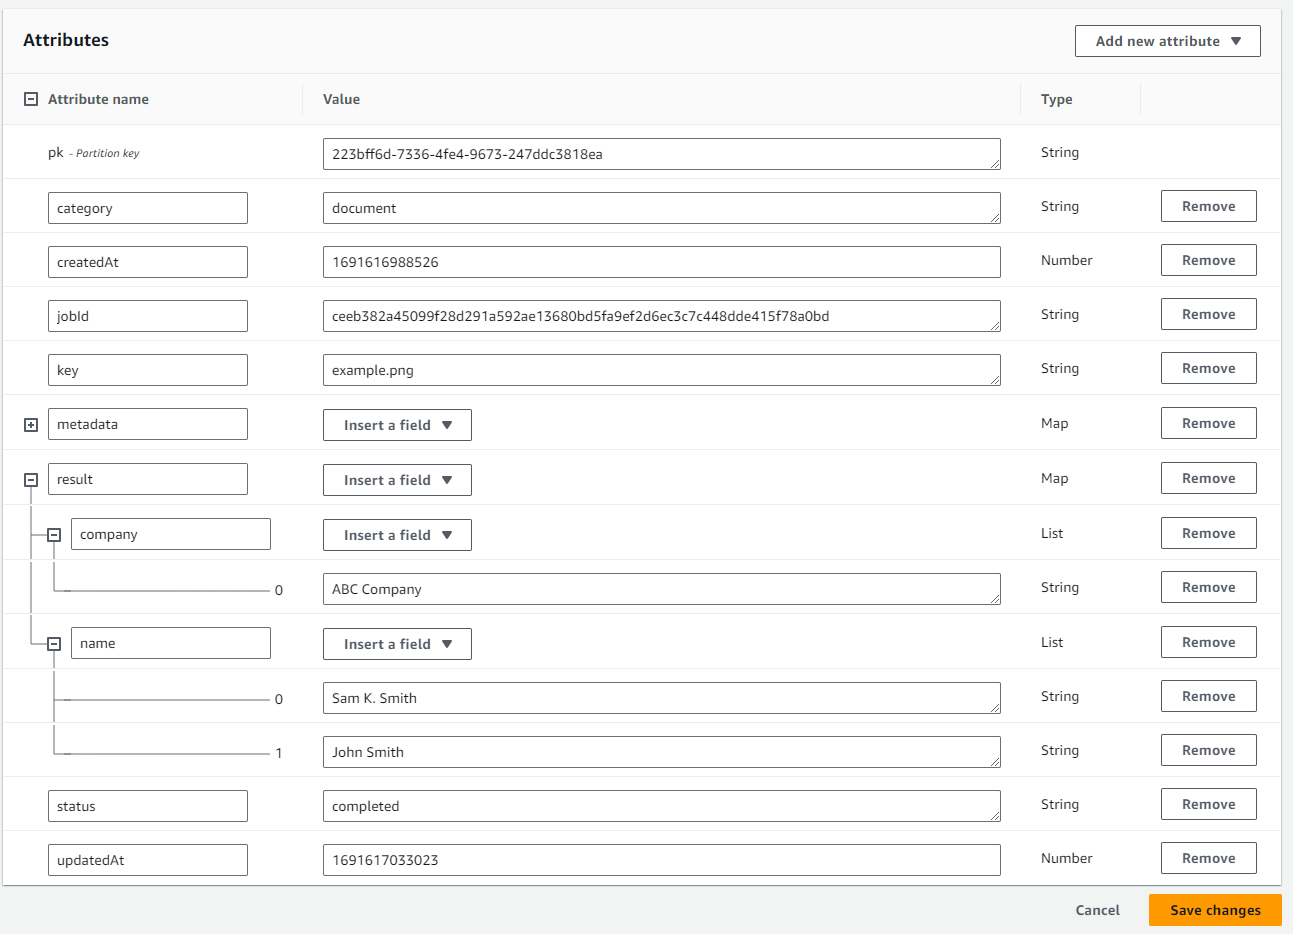 Attributes
Add new attribute
Attribute name Value Type
pk - Partition key 223bff6d-7336-4fe4-9673-247ddc3818ea String
category document String Remove
createdAt 1691616988526 Number Remove
jobId ceeb382a45099f28d291a592ae13680bd5fa9ef2d6ec3c7c448dde415f78a0bd String Remove
key example.png String Remove
metadata Insert a field Map Remove
result Insert a field Map Remove
company Insert a field List Remove
0 ABC Company String Remove
name Insert a field List Remove
0 Sam K. Smith String Remove
1 John Smith String Remove
status completed String Remove
updatedAt 1691617033023 Number Remove
Cancel Save changes